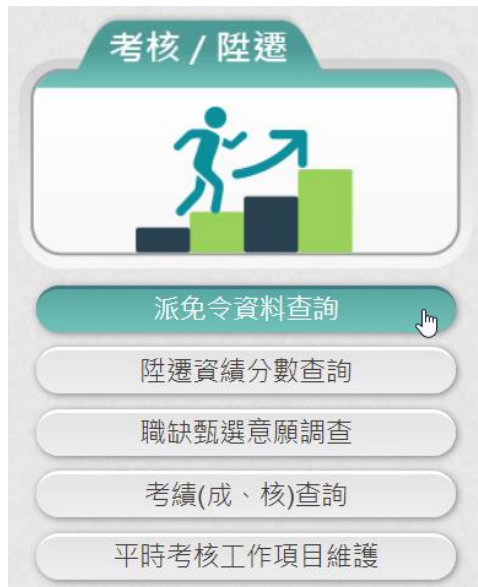 考核 / 陞遷
派免令資料查詢
陞遷資績分數查詢
職缺甄選意願調查
考績(成、核)查詢
平時考核工作項目維護